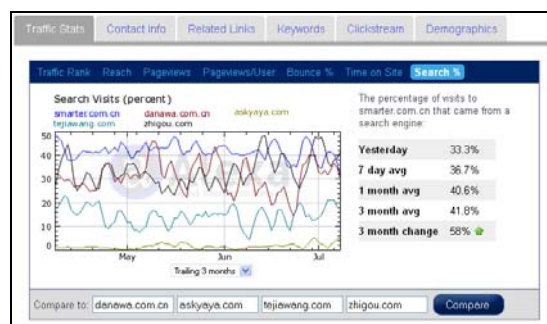 Traffic Stats Contact Info Related Links Keywords Clickstream Demographics
Traffic Rank Reach Pageviews Pageviews/User Bounce % Time on Site Search %
Search Visits (percent)
smarter.com.cn danawa.com.cn askyaya.com
tejiawang.com zhigou.com
50
40
30
20
10
0
May Jun Jul
Trailing 3 months
The percentage of visits to
smarter.com.cn that came from a
search engine:
Yesterday 33.3%
7 day avg 36.7%
1 month avg 40.6%
3 month avg 41.8%
3 month change 58%
Compare to: danawa.com.cn askyaya.com tejiawang.com zhigou.com Compare